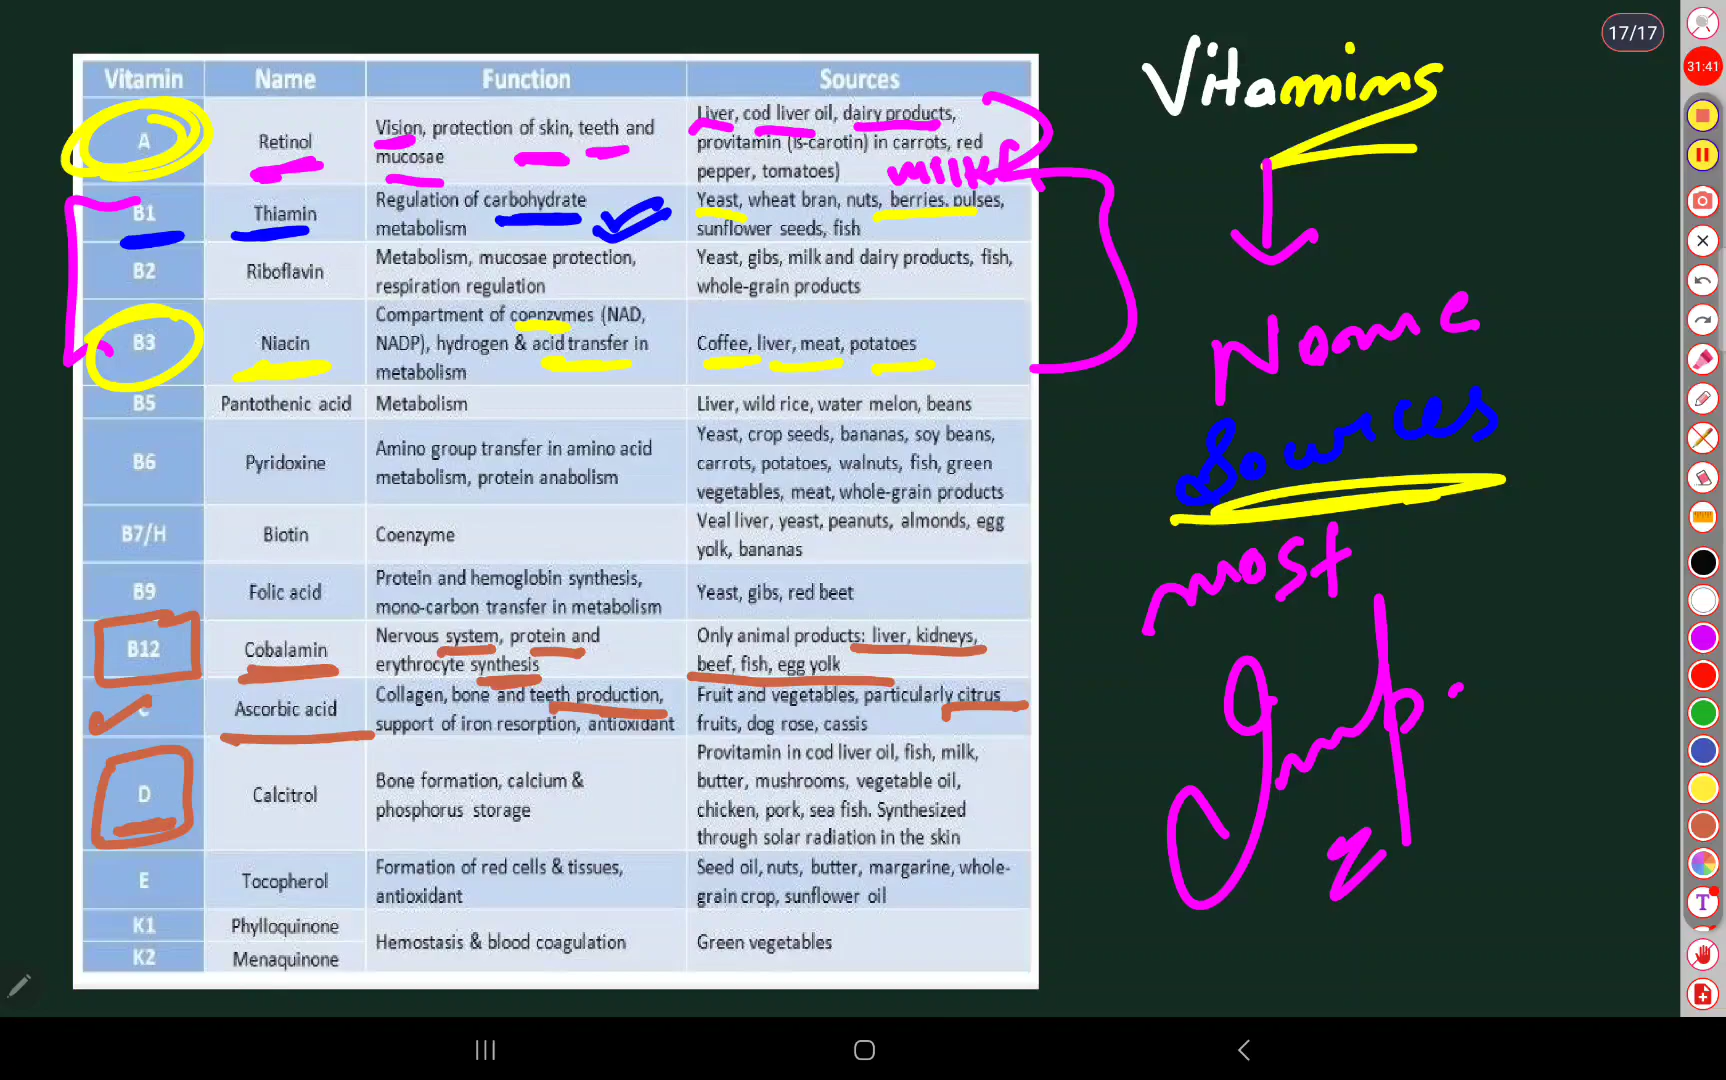 17/17
31:41
Vitamins
Name
Sources
most
Imp.
Vitamin Name Function Sources
A Retinol Vision, protection of skin, teeth and mucosae Liver, cod liver oil, dairy products, provitamin (ß-carotin) in carrots, red pepper, tomatoes)
milk
B1 Thiamin Regulation of carbohydrate metabolism Yeast, wheat bran, nuts, berries, pulses, sunflower seeds, fish
B2 Riboflavin Metabolism, mucosae protection, respiration regulation Yeast, gibs, milk and dairy products, fish, whole-grain products
B3 Niacin Compartment of coenzymes (NAD, NADP), hydrogen & acid transfer in metabolism Coffee, liver, meat, potatoes
B5 Pantothenic acid Metabolism Liver, wild rice, water melon, beans
B6 Pyridoxine Amino group transfer in amino acid metabolism, protein anabolism Yeast, crop seeds, bananas, soy beans, carrots, potatoes, walnuts, fish, green vegetables, meat, whole-grain products
B7/H Biotin Coenzyme Veal liver, yeast, peanuts, almonds, egg yolk, bananas
B9 Folic acid Protein and hemoglobin synthesis, mono-carbon transfer in metabolism Yeast, gibs, red beet
B12 Cobalamin Nervous system, protein and erythrocyte synthesis Only animal products: liver, kidneys, beef, fish, egg yolk
C Ascorbic acid Collagen, bone and teeth production, support of iron resorption, antioxidant Fruit and vegetables, particularly citrus fruits, dog rose, cassis
D Calcitrol Bone formation, calcium & phosphorus storage Provitamin in cod liver oil, fish, milk, butter, mushrooms, vegetable oil, chicken, pork, sea fish. Synthesized through solar radiation in the skin
E Tocopherol Formation of red cells & tissues, antioxidant Seed oil, nuts, butter, margarine, whole-grain crop, sunflower oil
K1 Phylloquinone Hemostasis & blood coagulation Green vegetables
K2 Menaquinone
T